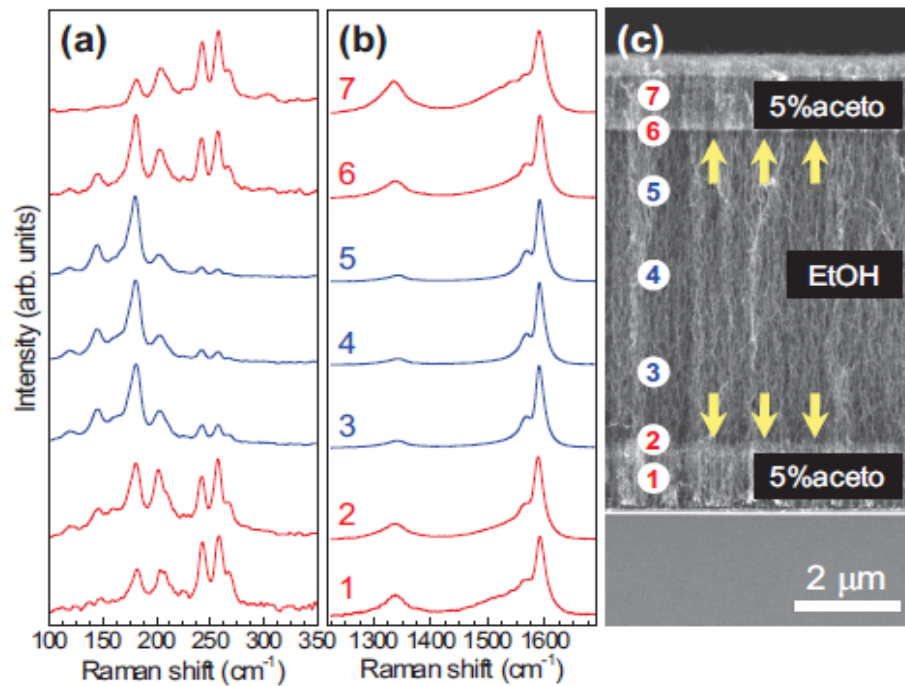 (a)
(b)
(c)
7
6
5
4
3
2
1
7
6
5
4
3
2
1
5%aceto
EtOH
5%aceto
2 μm
Intensity (arb. units)
100 150 200 250 300 35
1300 1400 1500 1600
Raman shift (cm⁻¹)
Raman shift (cm⁻¹)